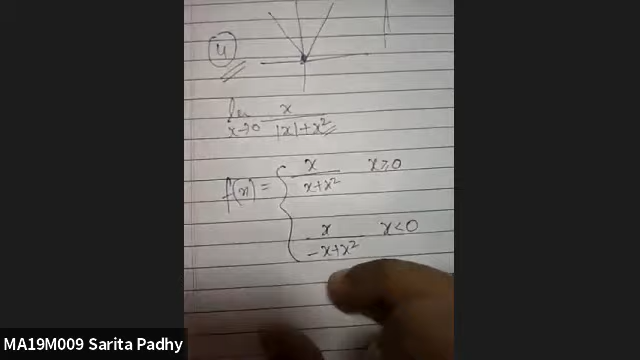 4
lim x→0 x / |x|+x²
f(x) = { x / x+x² x≥0
x / -x+x² x<0
MA19M009 Sarita Padhy